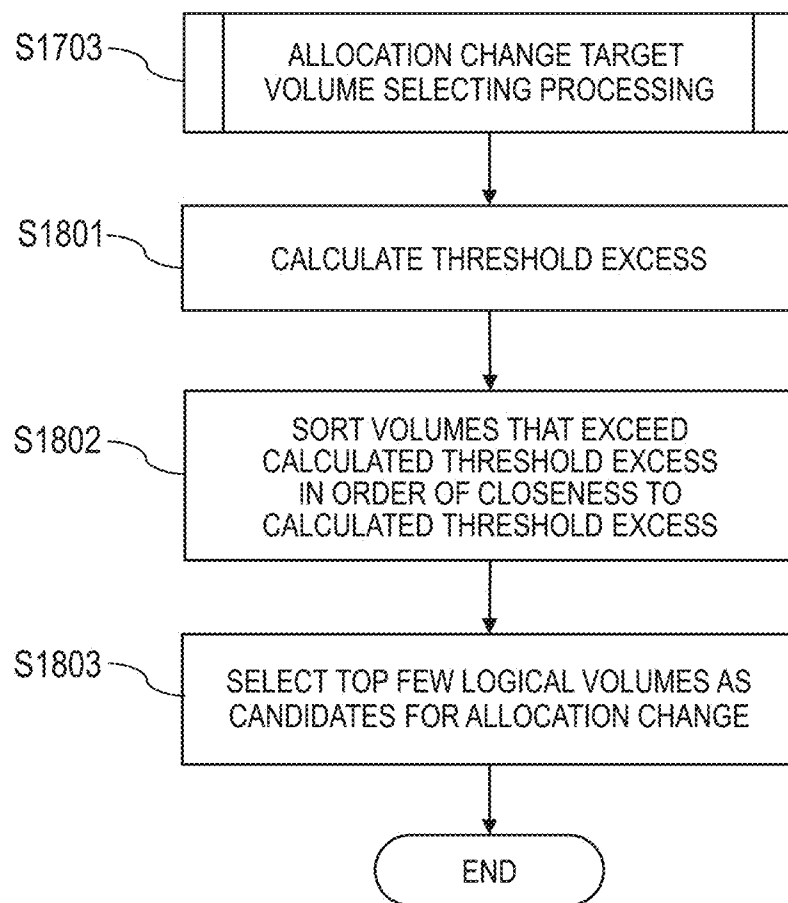 S1703
ALLOCATION CHANGE TARGET
VOLUME SELECTING PROCESSING
S1801
CALCULATE THRESHOLD EXCESS
S1802
SORT VOLUMES THAT EXCEED
CALCULATED THRESHOLD EXCESS
IN ORDER OF CLOSENESS TO
CALCULATED THRESHOLD EXCESS
S1803
SELECT TOP FEW LOGICAL VOLUMES AS
CANDIDATES FOR ALLOCATION CHANGE
END